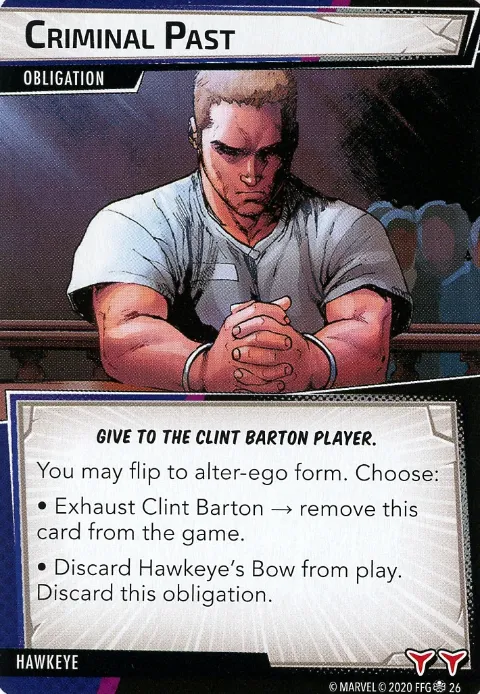 CRIMINAL PAST
OBLIGATION
GIVE TO THE CLINT BARTON PLAYER.
You may flip to alter-ego form. Choose:
• Exhaust Clint Barton → remove this
card from the game.
• Discard Hawkeye's Bow from play.
Discard this obligation.
HAWKEYE
© MARVEL © 2020 FFG 26